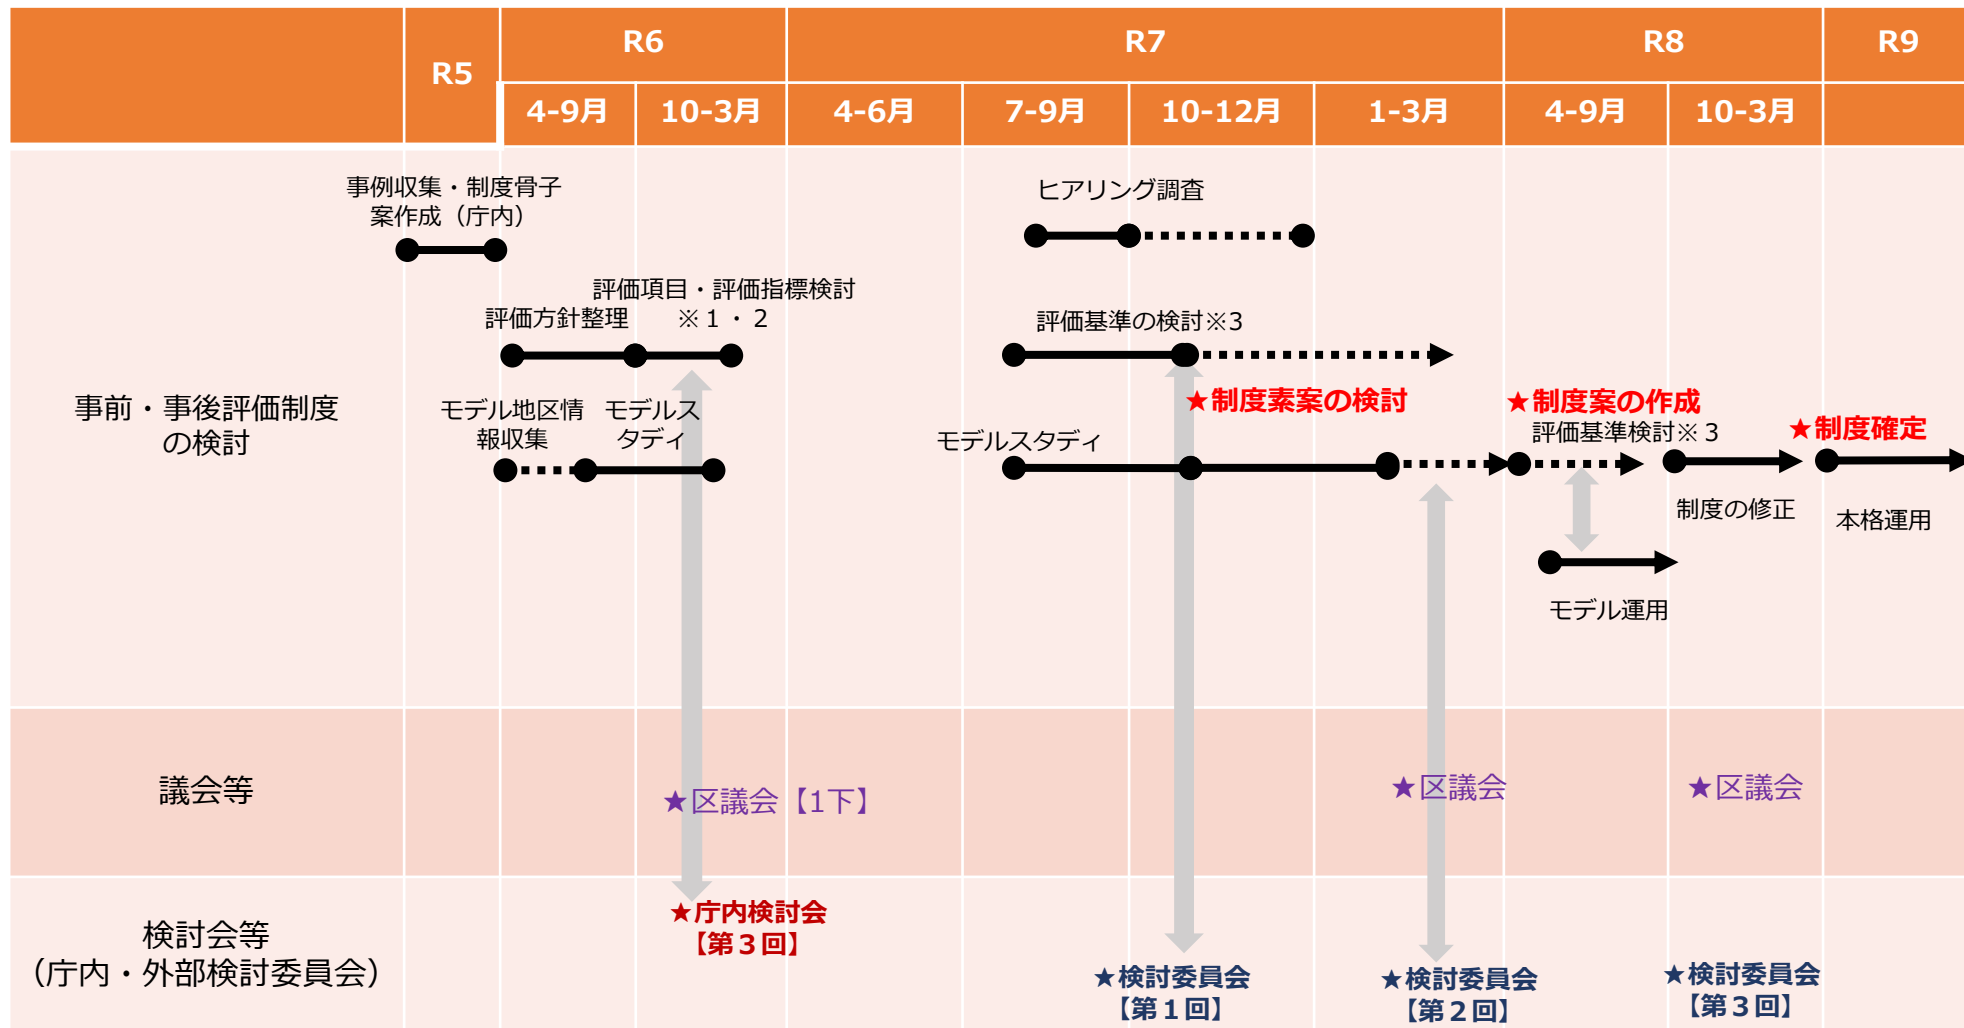 R5
R6
R7
R8
R9
4-9月
10-3月
4-6月
7-9月
10-12月
1-3月
4-9月
10-3月
事前・事後評価制度
の検討
事例収集・制度骨子
案作成（庁内）
評価方針整理
評価項目・評価指標検討
※１・２
モデル地区情
報収集
モデルス
タディ
ヒアリング調査
評価基準の検討※3
★制度素案の検討
モデルスタディ
★制度案の作成
評価基準検討※３
モデル運用
制度の修正
★制度確定
本格運用
議会等
★区議会【1下】
★区議会
★区議会
検討会等
（庁内・外部検討委員会）
★庁内検討会
【第３回】
★検討委員会
【第１回】
★検討委員会
【第２回】
★検討委員会
【第３回】